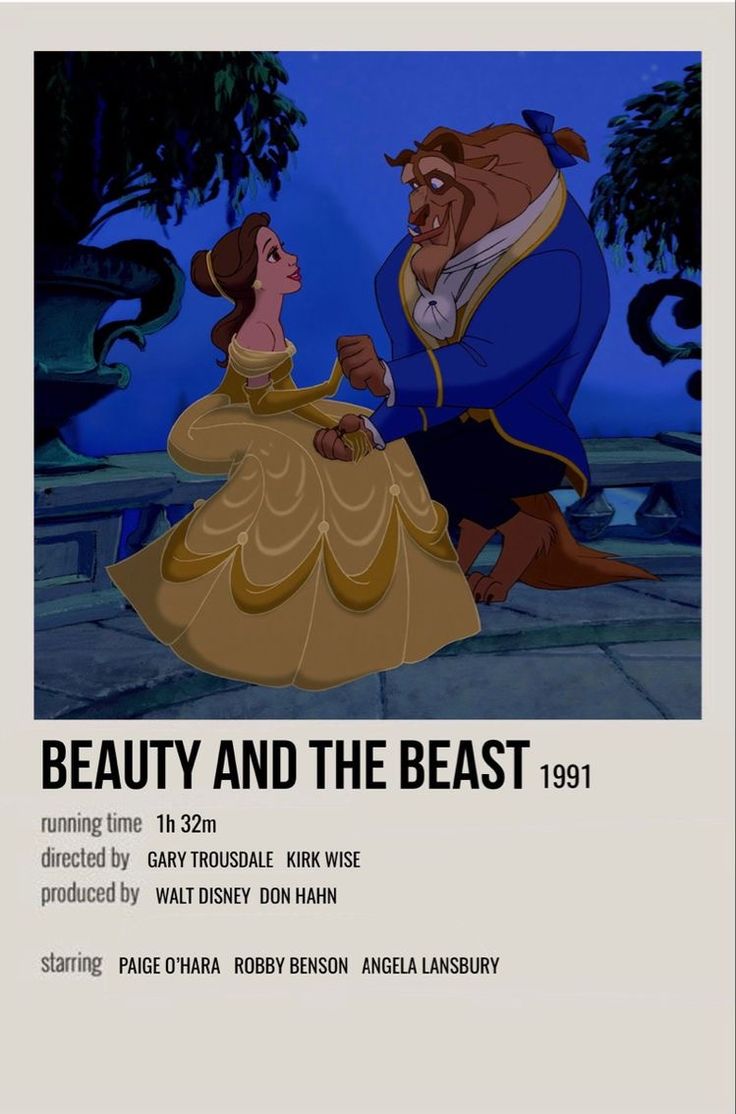 BEAUTY AND THE BEAST 1991
running time 1h 32m
directed by GARY TROUSDALE KIRK WISE
produced by WALT DISNEY DON HAHN
starring PAIGE O'HARA ROBBY BENSON ANGELA LANSBURY